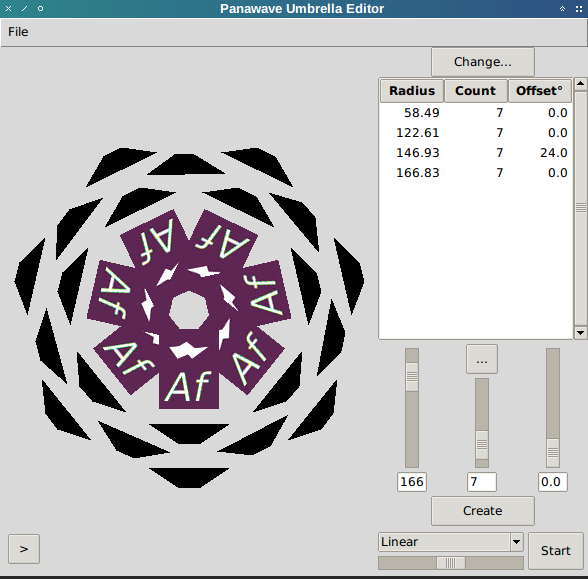 Panawave Umbrella Editor
File
Change...
Radius Count Offset°
58.49 7 0.0
122.61 7 0.0
146.93 7 24.0
166.83 7 0.0
Af
Af
Af
Af
Af
Af
Af
...
166 7 0.0
Create
Linear
Start
>